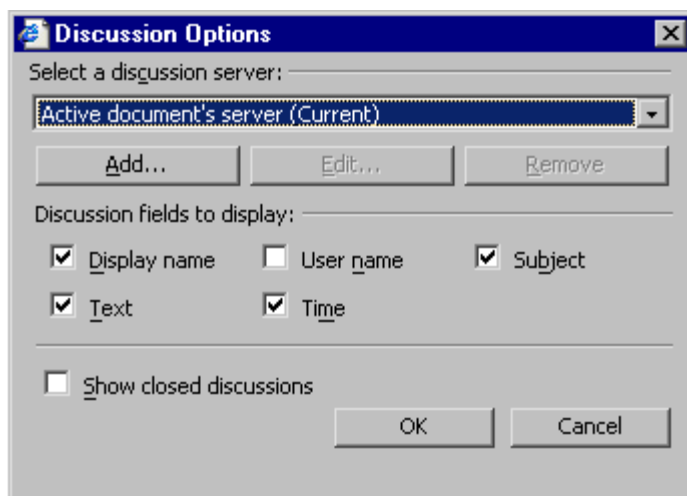 Discussion Options
Select a discussion server:
Active document's server (Current)
Add... Edit... Remove
Discussion fields to display:
Display name User name Subject
Text Time
Show closed discussions
OK Cancel